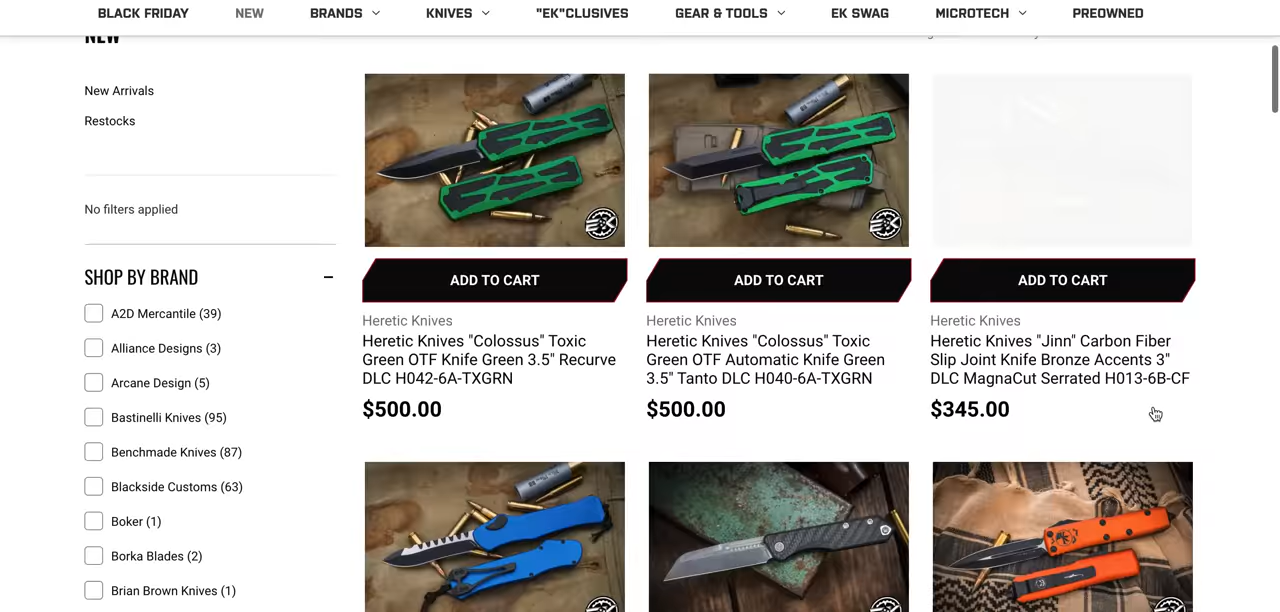 BLACK FRIDAY
NEW
BRANDS
KNIVES
"EK"CLUSIVES
GEAR & TOOLS
EK SWAG
MICROTECH
PREOWNED
NEW
New Arrivals
Restocks
No filters applied
SHOP BY BRAND
A2D Mercantile (39)
Alliance Designs (3)
Arcane Design (5)
Bastinelli Knives (95)
Benchmade Knives (87)
Blackside Customs (63)
Boker (1)
Borka Blades (2)
Brian Brown Knives (1)
ADD TO CART
Heretic Knives
Heretic Knives "Colossus" Toxic
Green OTF Knife Green 3.5" Recurve
DLC H042-6A-TXGRN
$500.00
ADD TO CART
Heretic Knives
Heretic Knives "Colossus" Toxic
Green OTF Automatic Knife Green
3.5" Tanto DLC H040-6A-TXGRN
$500.00
ADD TO CART
Heretic Knives
Heretic Knives "Jinn" Carbon Fiber
Slip Joint Knife Bronze Accents 3"
DLC MagnaCut Serrated H013-6B-CF
$345.00